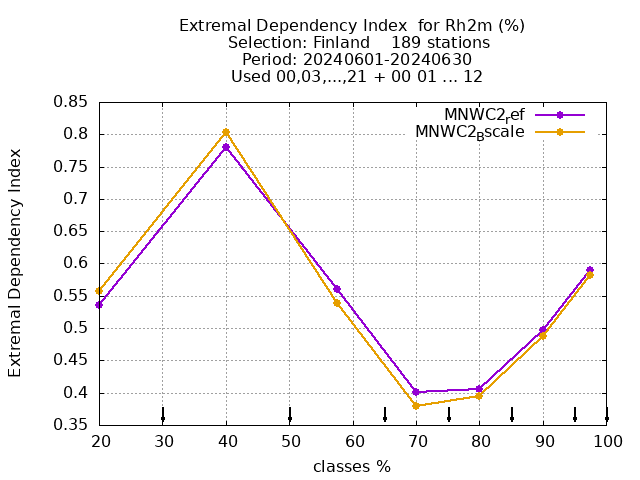 Extremal Dependency Index for Rh2m (%)
Selection: Finland 189 stations
Period: 20240601-20240630
Used 00,03,...,21 + 00 01 ... 12
Extremal Dependency Index
0.85
0.8
0.75
0.7
0.65
0.6
0.55
0.5
0.45
0.4
0.35
MNWC2ref
MNWC2Bscale
20 30 40 50 60 70 80 90 100
classes %